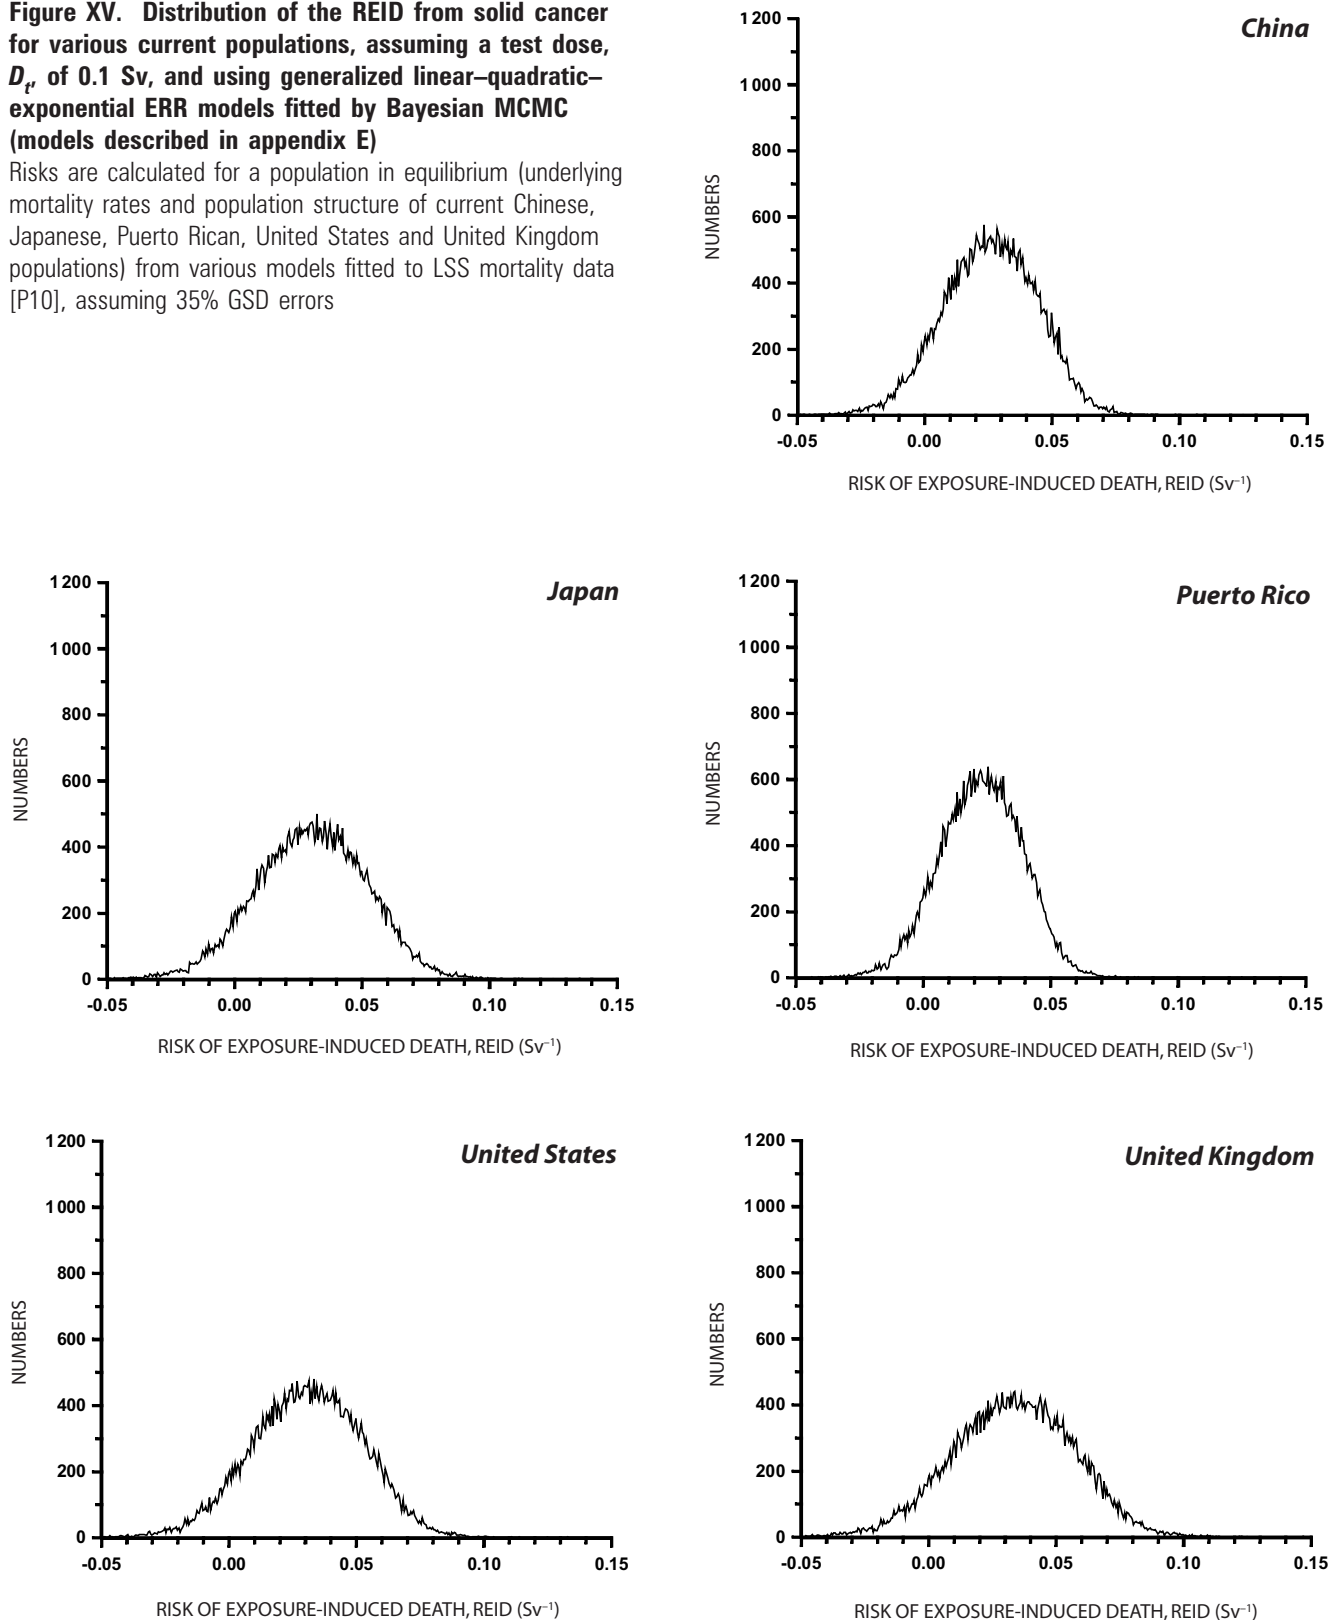 Figure XV. Distribution of the REID from solid cancer
for various current populations, assuming a test dose,
Dt, of 0.1 Sv, and using generalized linear–quadratic–
exponential ERR models fitted by Bayesian MCMC
(models described in appendix E)
Risks are calculated for a population in equilibrium (underlying
mortality rates and population structure of current Chinese,
Japanese, Puerto Rican, United States and United Kingdom
populations) from various models fitted to LSS mortality data
[P10], assuming 35% GSD errors
China
1 200
1 000
800
600
400
200
0
NUMBERS
-0.05 0.00 0.05 0.10 0.15
RISK OF EXPOSURE-INDUCED DEATH, REID (Sv⁻¹)
Japan
1 200
1 000
800
600
400
200
0
NUMBERS
-0.05 0.00 0.05 0.10 0.15
RISK OF EXPOSURE-INDUCED DEATH, REID (Sv⁻¹)
Puerto Rico
1 200
1 000
800
600
400
200
0
NUMBERS
-0.05 0.00 0.05 0.10 0.15
RISK OF EXPOSURE-INDUCED DEATH, REID (Sv⁻¹)
United States
1 200
1 000
800
600
400
200
0
NUMBERS
-0.05 0.00 0.05 0.10 0.15
RISK OF EXPOSURE-INDUCED DEATH, REID (Sv⁻¹)
United Kingdom
1 200
1 000
800
600
400
200
0
NUMBERS
-0.05 0.00 0.05 0.10 0.15
RISK OF EXPOSURE-INDUCED DEATH, REID (Sv⁻¹)